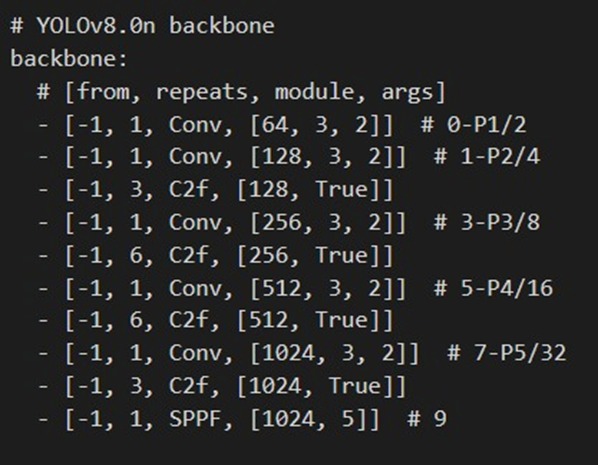 # YOLOv8.0n backbone
backbone:
  # [from, repeats, module, args]
  - [-1, 1, Conv, [64, 3, 2]]  # 0-P1/2
  - [-1, 1, Conv, [128, 3, 2]]  # 1-P2/4
  - [-1, 3, C2f, [128, True]]
  - [-1, 1, Conv, [256, 3, 2]]  # 3-P3/8
  - [-1, 6, C2f, [256, True]]
  - [-1, 1, Conv, [512, 3, 2]]  # 5-P4/16
  - [-1, 6, C2f, [512, True]]
  - [-1, 1, Conv, [1024, 3, 2]]  # 7-P5/32
  - [-1, 3, C2f, [1024, True]]
  - [-1, 1, SPPF, [1024, 5]]  # 9